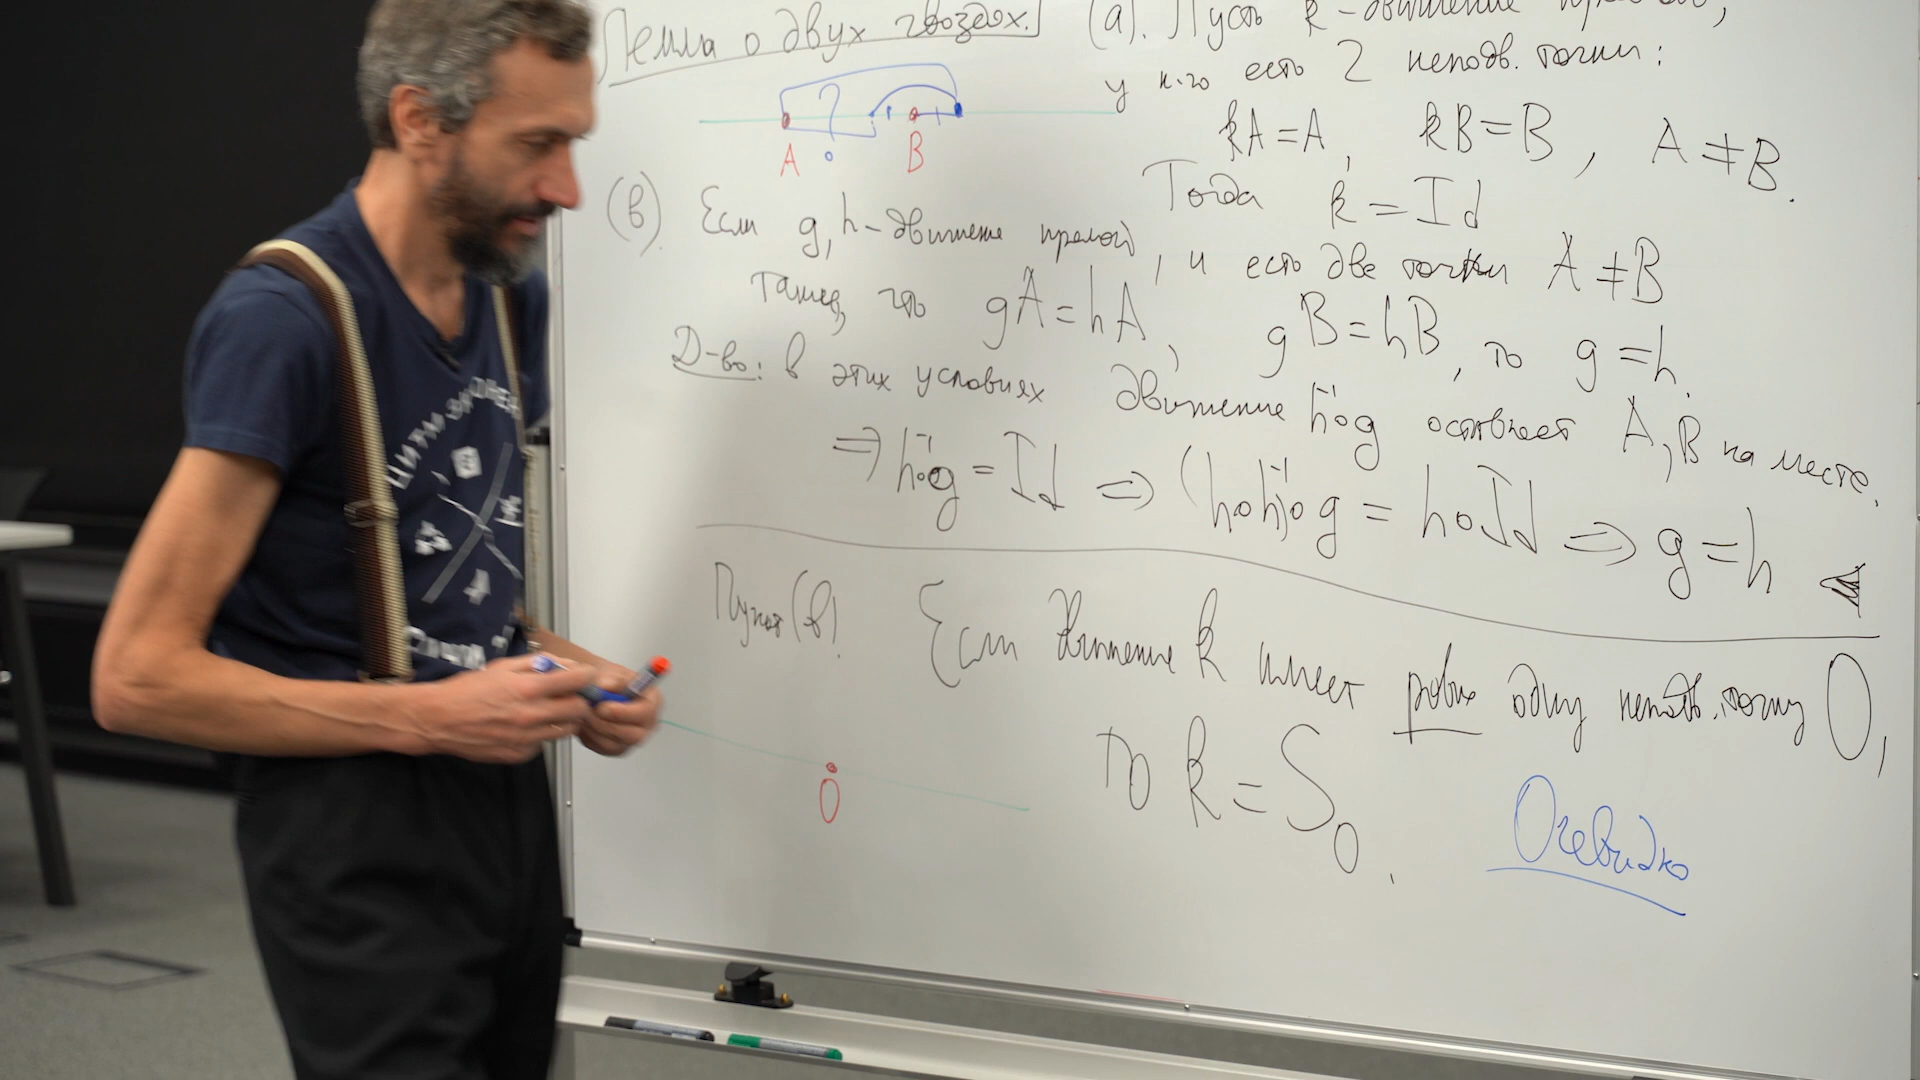 Лемма о двух гвоздях. (а). Пусть k - движение прямой,
у к-го есть 2 неподв. точки:
kA = A, kB = B, A ≠ B.
A B
Тогда k = Id
(в). Если g, h - движение прямой, и есть две точки A ≠ B
такие, что gA = hA, gB = hB, то g = h.
Д-во: в этих условиях движение h⁻¹∘g оставляет A, B на месте.
⇒ h⁻¹∘g = Id ⇒ (h∘h⁻¹)∘g = h∘Id ⇒ g = h
Пункт (в)! Если движение k имеет ровно одну неподв. точку O,
то k = S_O.
O
Очевидно